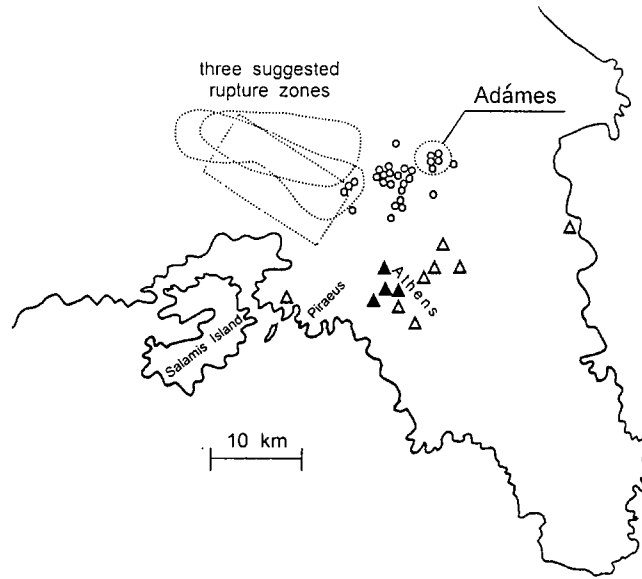 three suggested
rupture zones
Adámes
Athens
Piraeus
Salamis Island
10 km